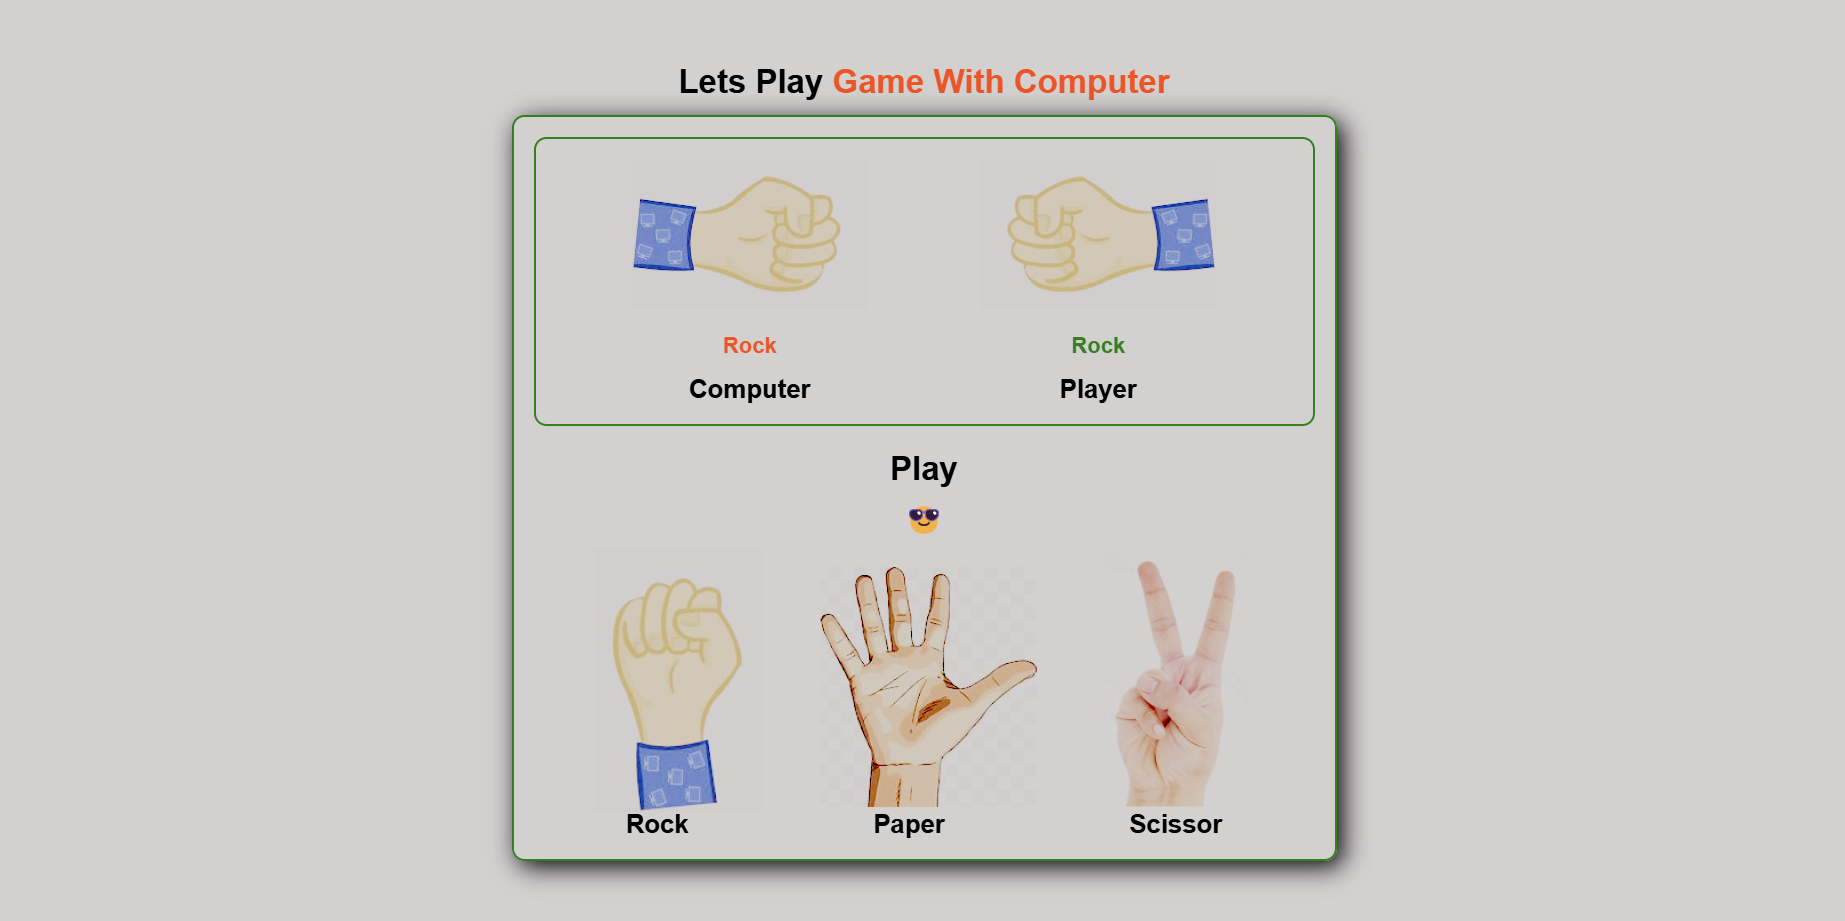 Lets Play Game With Computer
Rock
Rock
Computer
Player
Play
Rock
Paper
Scissor